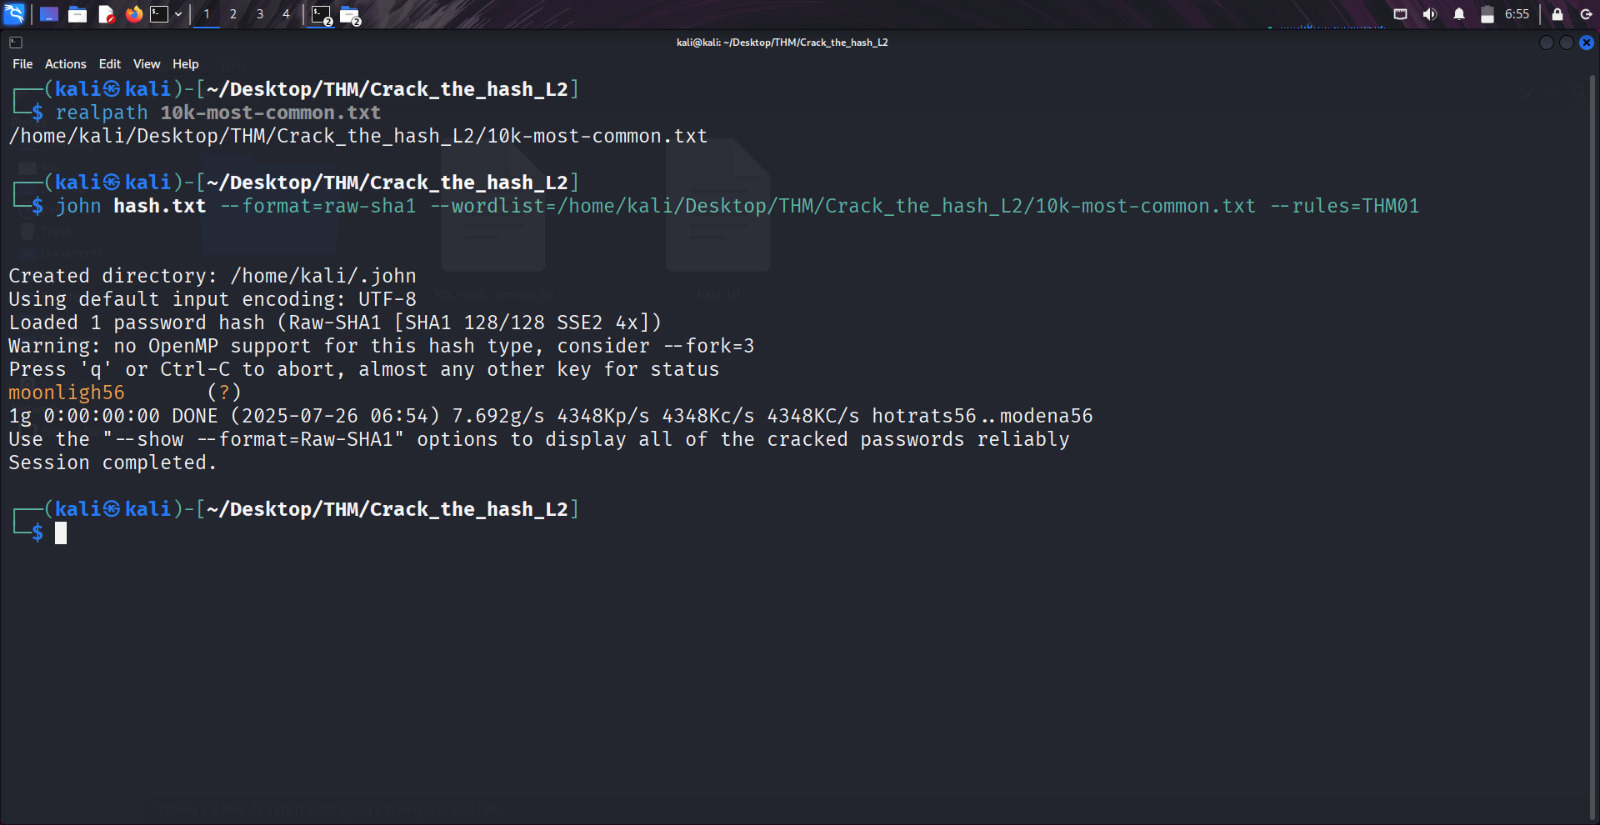 1 2 3 4 2 2 6:55
kali@kali: ~/Desktop/THM/Crack_the_hash_L2
File Actions Edit View Help
┌──(kali㉿kali)-[~/Desktop/THM/Crack_the_hash_L2]
└─$ realpath 10k-most-common.txt
/home/kali/Desktop/THM/Crack_the_hash_L2/10k-most-common.txt
┌──(kali㉿kali)-[~/Desktop/THM/Crack_the_hash_L2]
└─$ john hash.txt --format=raw-sha1 --wordlist=/home/kali/Desktop/THM/Crack_the_hash_L2/10k-most-common.txt --rules=THM01
Created directory: /home/kali/.john
Using default input encoding: UTF-8
Loaded 1 password hash (Raw-SHA1 [SHA1 128/128 SSE2 4x])
Warning: no OpenMP support for this hash type, consider --fork=3
Press 'q' or Ctrl-C to abort, almost any other key for status
moonligh56       (?)
1g 0:00:00:00 DONE (2025-07-26 06:54) 7.692g/s 4348Kp/s 4348Kc/s 4348KC/s hotrats56..modena56
Use the "--show --format=Raw-SHA1" options to display all of the cracked passwords reliably
Session completed.
┌──(kali㉿kali)-[~/Desktop/THM/Crack_the_hash_L2]
└─$